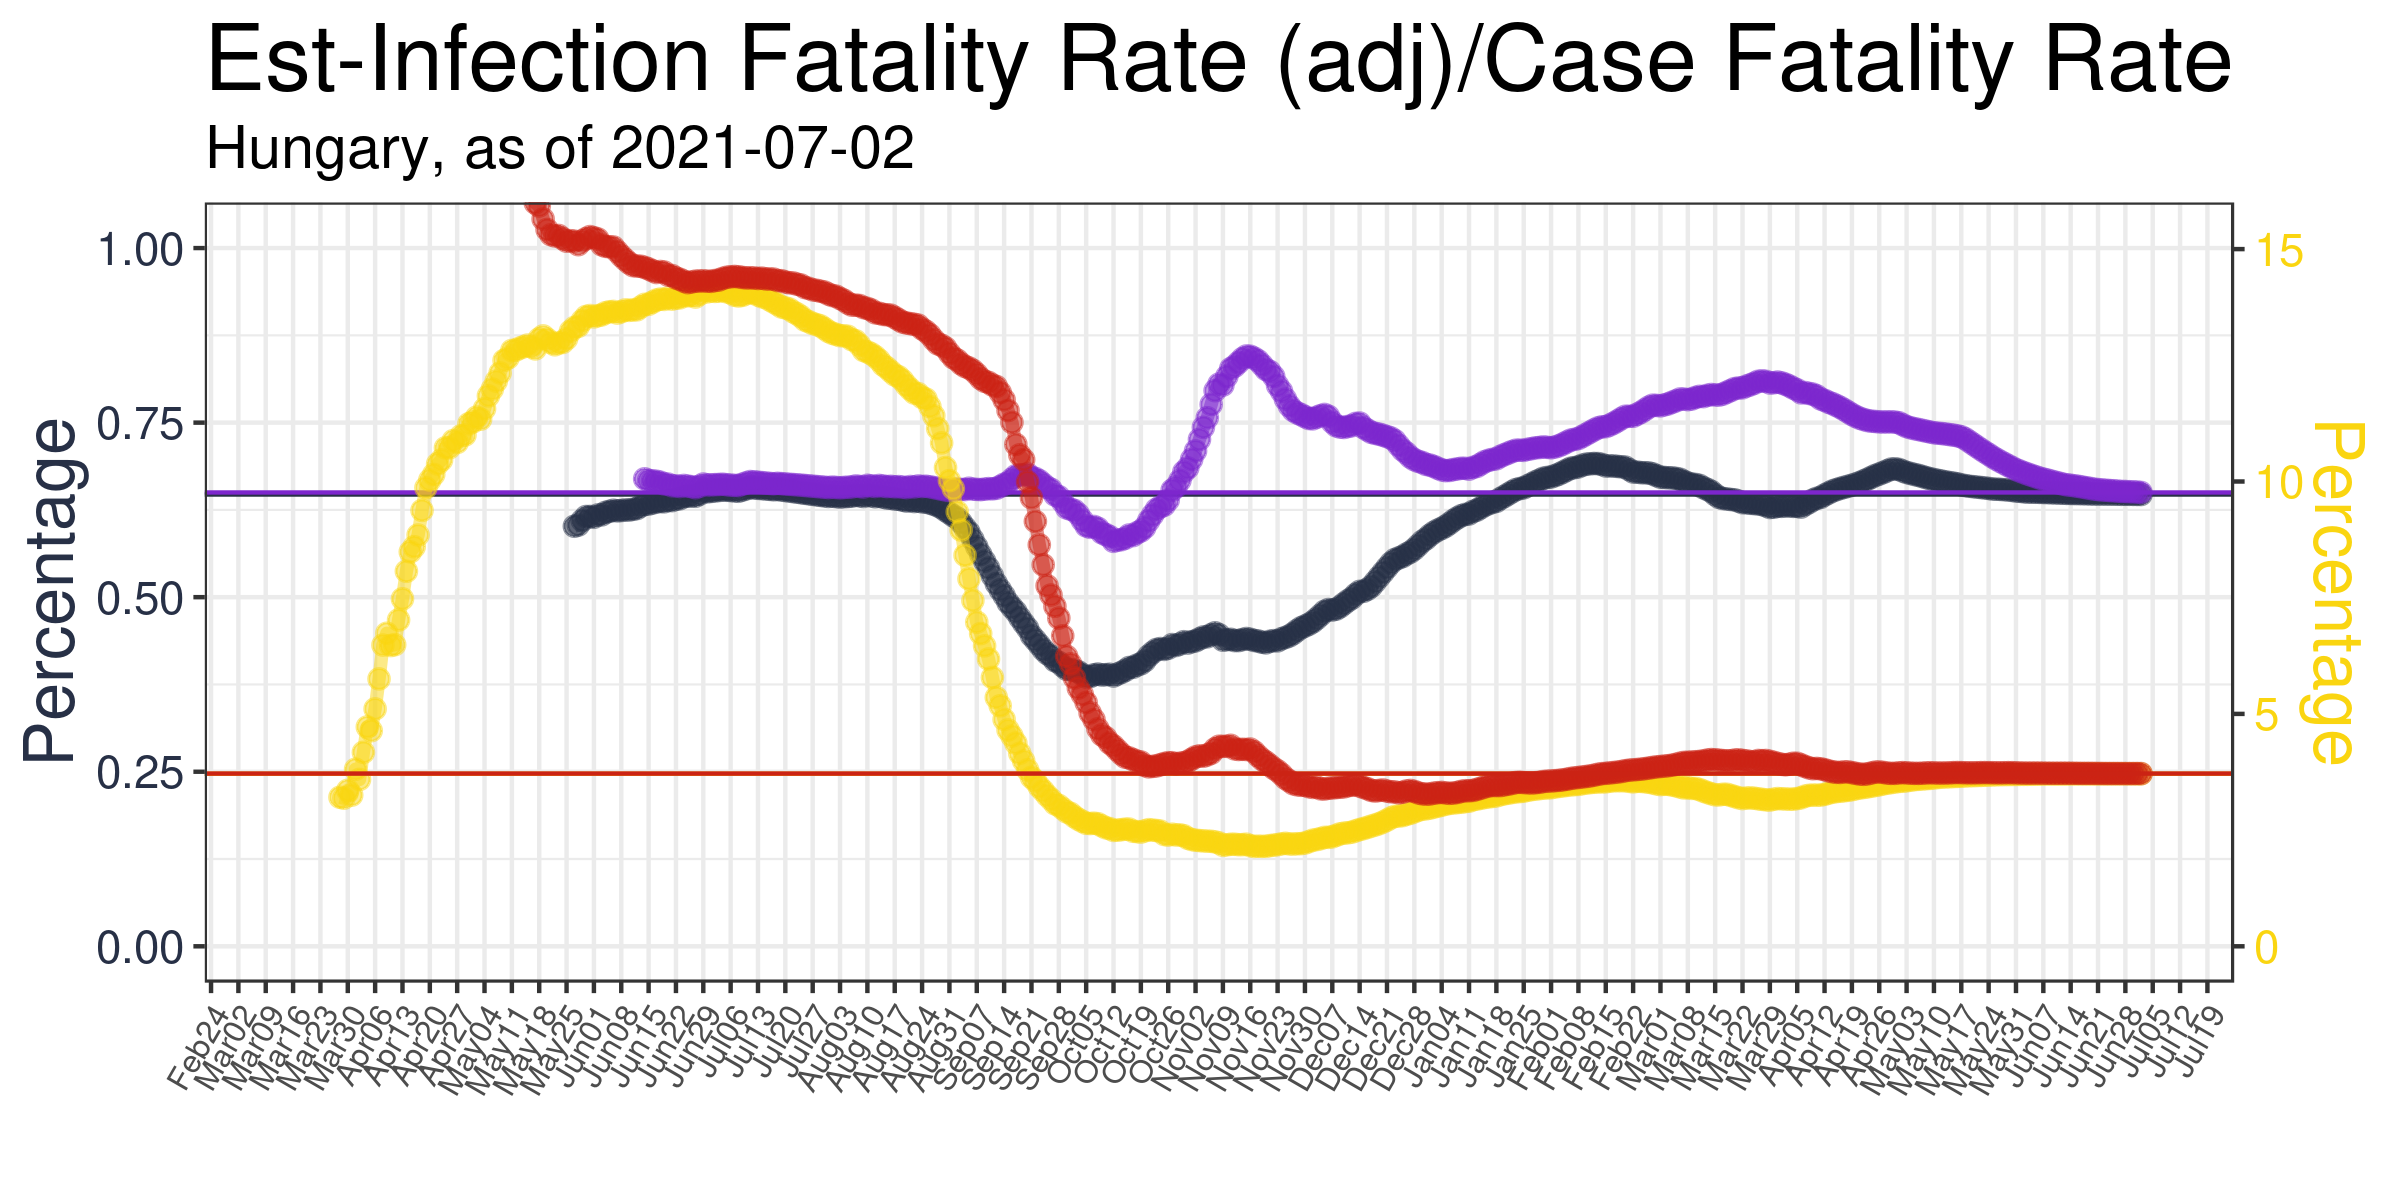 Est-Infection Fatality Rate (adj)/Case Fatality Rate
Hungary, as of 2021-07-02
Percentage
1.00
0.75
0.50
0.25
0.00
15
10
5
0
Percentage
Feb24
Mar02
Mar09
Mar16
Mar23
Mar30
Apr06
Apr13
Apr20
Apr27
May04
May11
May18
May25
Jun01
Jun08
Jun15
Jun22
Jun29
Jul06
Jul13
Jul20
Jul27
Aug03
Aug10
Aug17
Aug24
Aug31
Sep07
Sep14
Sep21
Sep28
Oct05
Oct12
Oct19
Oct26
Nov02
Nov09
Nov16
Nov23
Nov30
Dec07
Dec14
Dec21
Dec28
Jan04
Jan11
Jan18
Jan25
Feb01
Feb08
Feb15
Feb22
Mar01
Mar08
Mar15
Mar22
Mar29
Apr05
Apr12
Apr19
Apr26
May03
May10
May17
May24
May31
Jun07
Jun14
Jun21
Jun28
Jul05
Jul12
Jul19